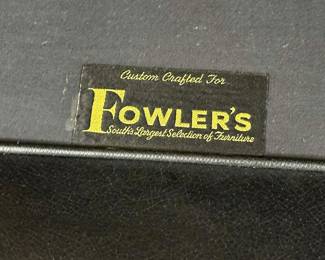 Custom Crafted For
FOWLER'S
South's Largest Selection of Furniture